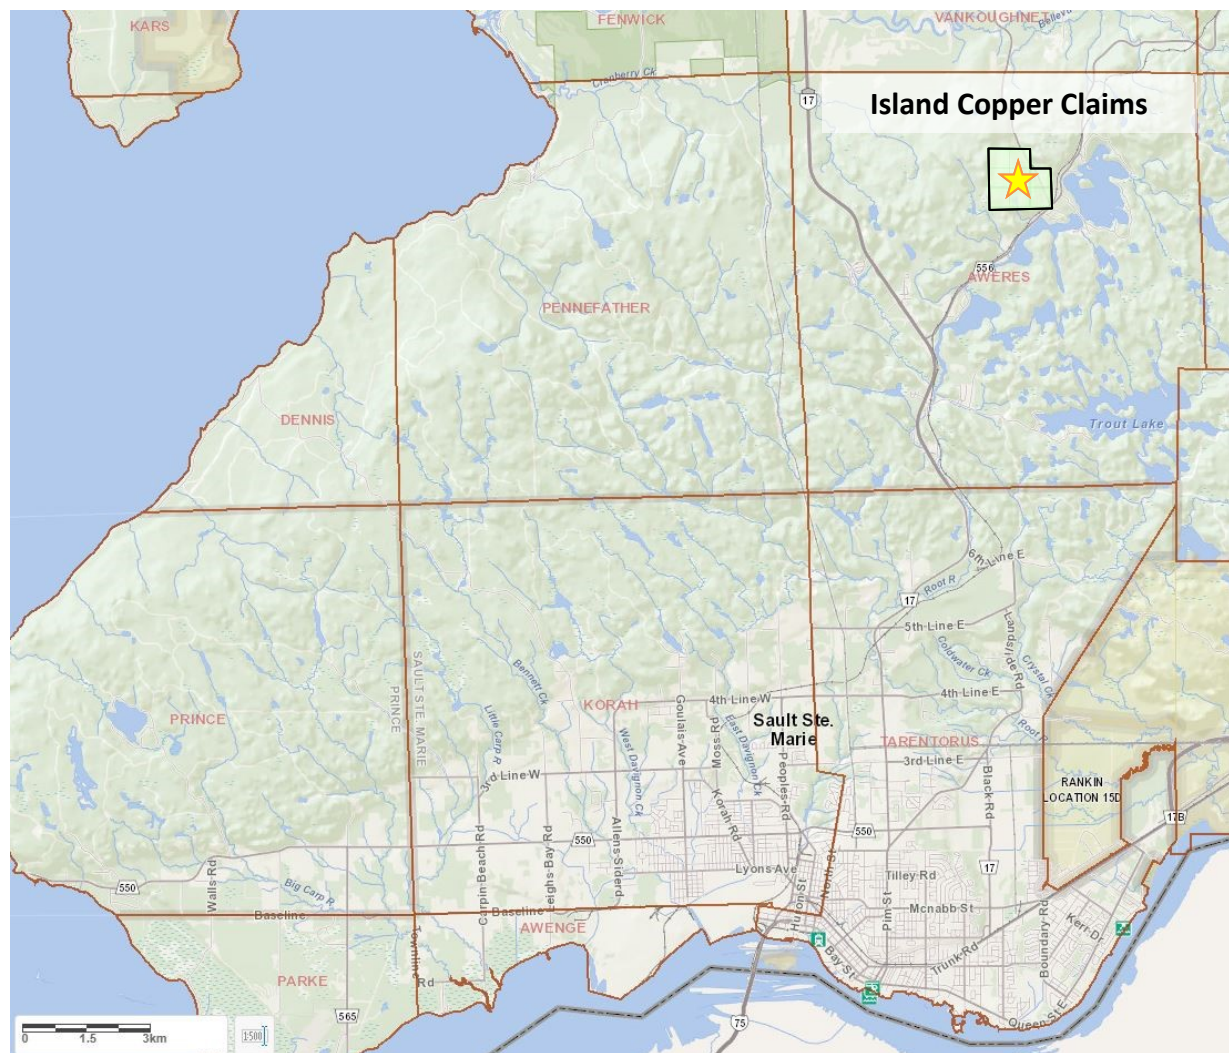 KARS
FENWICK
VANKOUGHNET
Cranberry Ck
17
Island Copper Claims
556
AWERES
PENNEFATHER
DENNIS
Trout Lake
6th Line E
Root R
17
5th Line E
Landslide Rd
Coldwater Ck
Crystal Ck
SAULT STE. MARIE
PRINCE
Bennett Ck
4th Line W
4th Line E
KORAH
Goulais Ave
Moss Rd
East Davignon Ck
Sault Ste.
Marie
PRINCE
Little Carp R
West Davignon Ck
Root R
TARENTORUS
Peoples Rd
3rd Line E
3rd Line W
Black Rd
RANKIN
LOCATION 15D
Korah Rd
17B
550
550
Allens Siderd
Lyons Ave
North St
17
Tilley Rd
550
Walls Rd
Big Carp R
Carpin Beach Rd
Leighs Bay Rd
Huron St
Pim St
Mcnabb St
Baseline
Baseline
AWENGE
Boundary Rd
Kerr Dr
Townline
Rd
Bay St
Trunk Rd
PARKE
565
75
Queen St E
0 1.5 3km